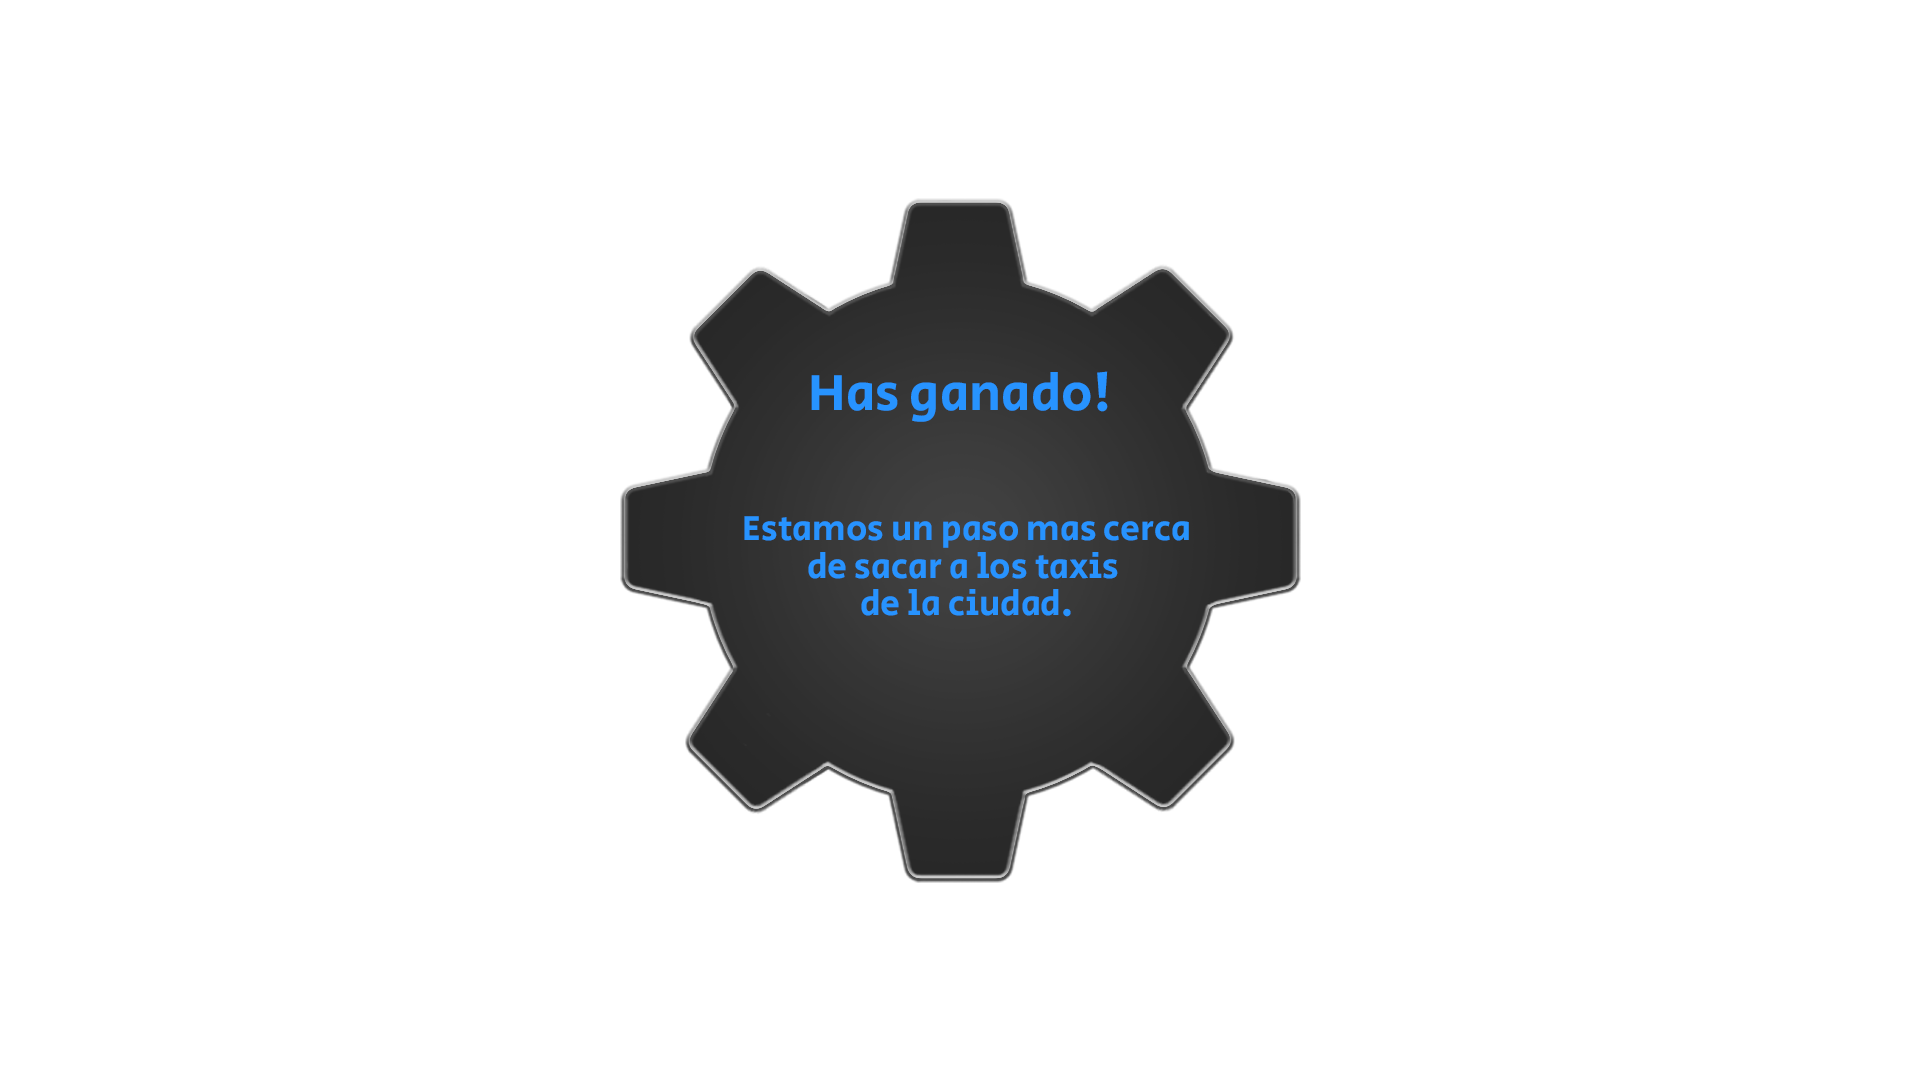 Has ganado!
Estamos un paso mas cerca
de sacar a los taxis
de la ciudad.